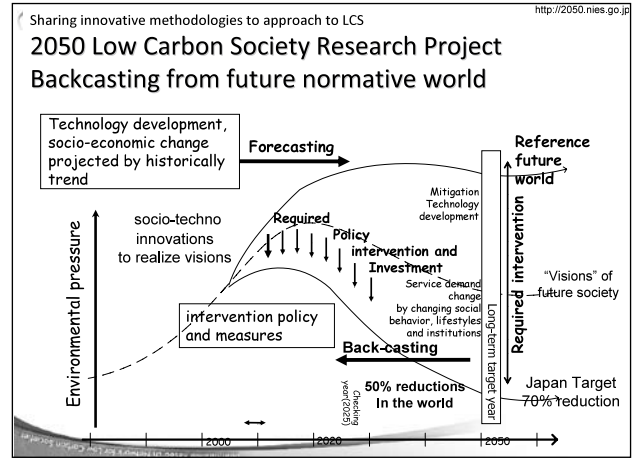 Sharing innovative methodologies to approach to LCS
http://2050.nies.go.jp
2050 Low Carbon Society Research Project
Backcasting from future normative world
Technology development,
socio-economic change
projected by historically
trend
Forecasting
Reference
future
world
Mitigation
Technology
development
socio-techno
innovations
to realize visions
Required
Policy
intervention and
Investment
Environmental pressure
Required intervention
"Visions" of
future society
Service demand
change
by changing social
behavior, lifestyles
and institutions
intervention policy
and measures
Long-term target year
Back-casting
Checking
year(2025)
50% reductions
In the world
Japan Target
70% reduction
2000
2020
2050